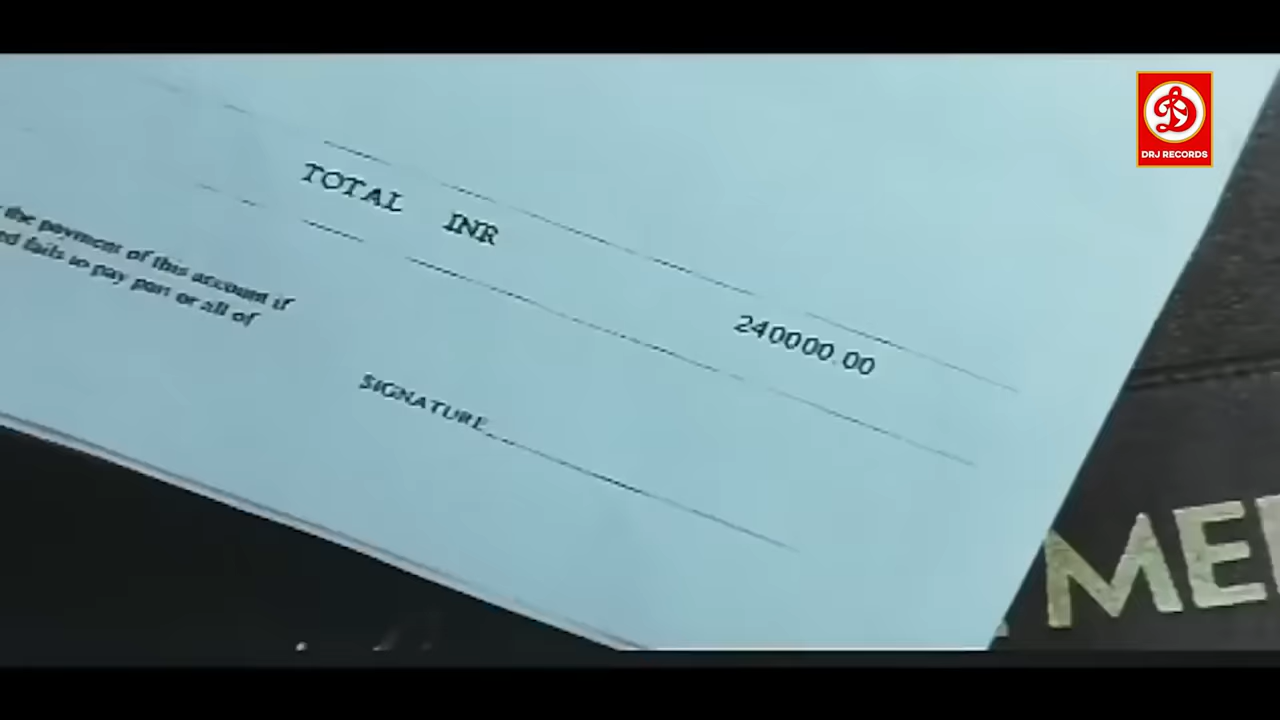 DRJ RECORDS
TOTAL INR 240000.00
the payment of this account if
ed fails to pay part or all of
SIGNATURE
MEI